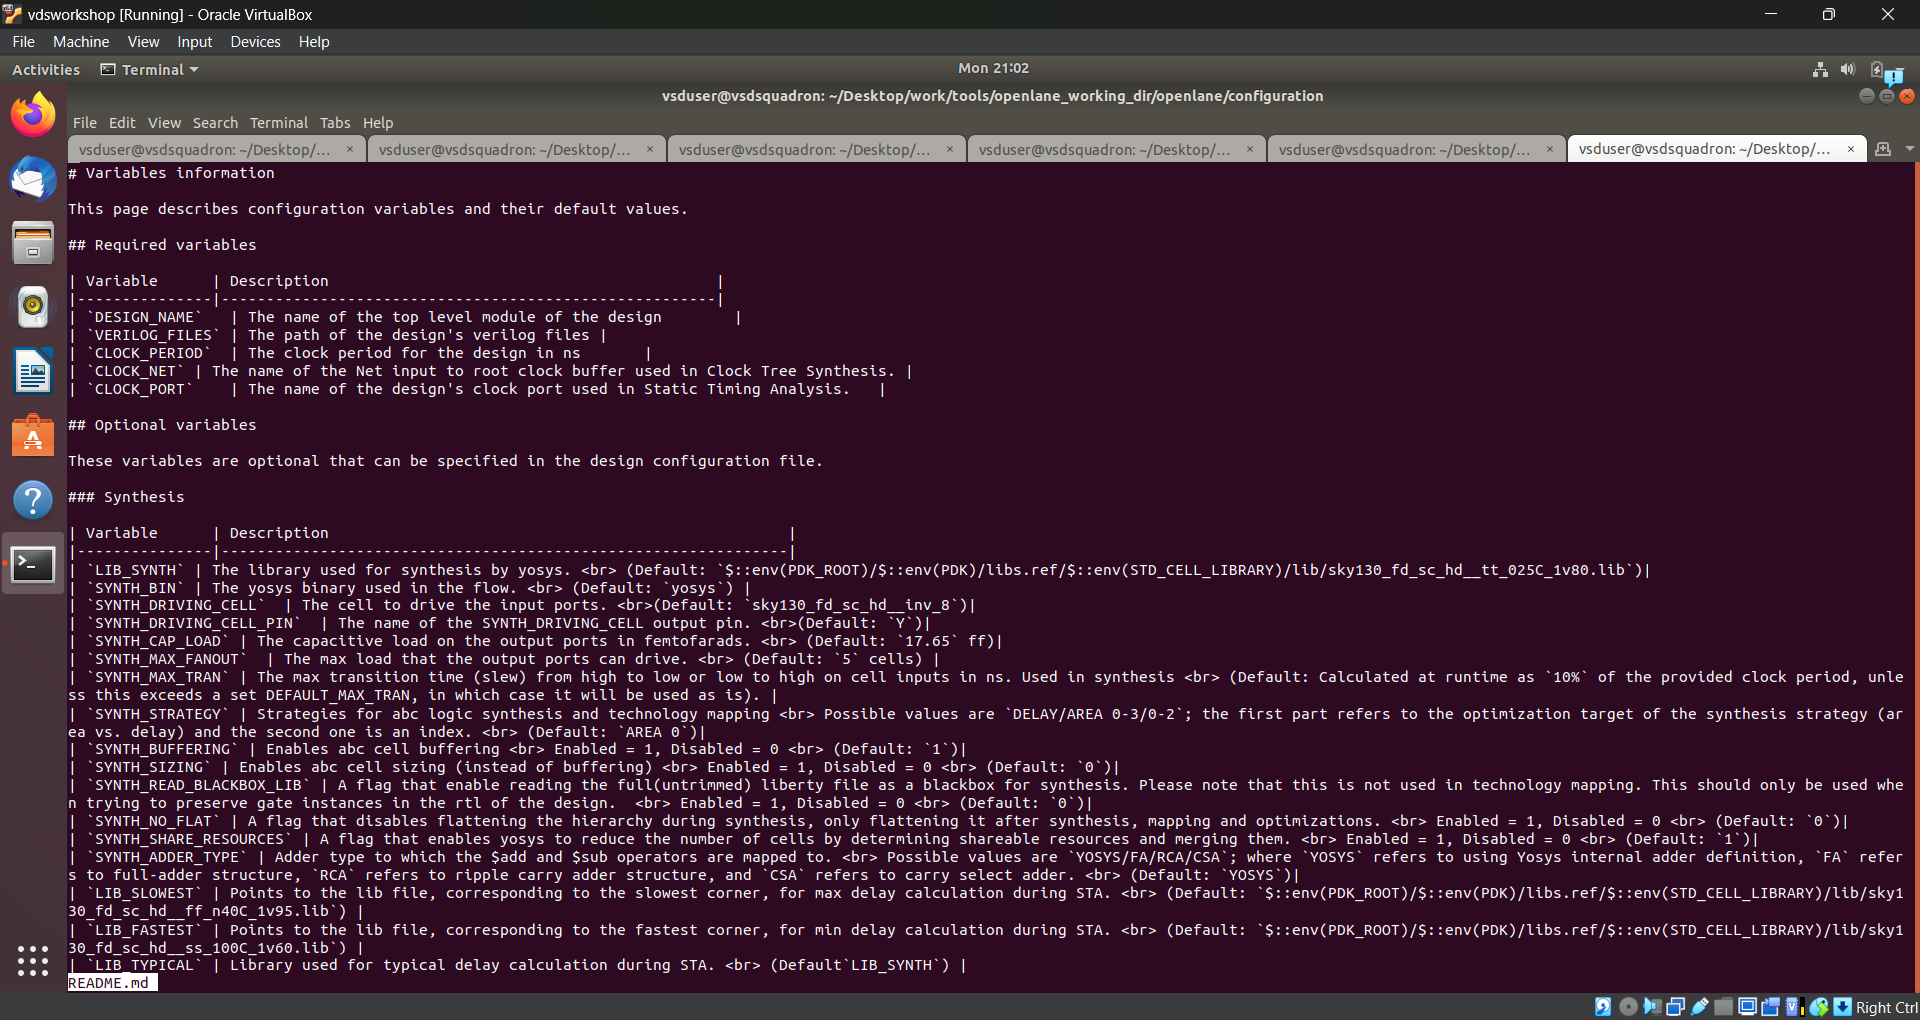 vdsworkshop [Running] - Oracle VirtualBox
File Machine View Input Devices Help
Activities Terminal Mon 21:02
vsduser@vsdsquadron: ~/Desktop/work/tools/openlane_working_dir/openlane/configuration
File Edit View Search Terminal Tabs Help
vsduser@vsdsquadron: ~/Desktop/... × vsduser@vsdsquadron: ~/Desktop/... × vsduser@vsdsquadron: ~/Desktop/... × vsduser@vsdsquadron: ~/Desktop/... × vsduser@vsdsquadron: ~/Desktop/... × vsduser@vsdsquadron: ~/Desktop/... ×
# Variables information
This page describes configuration variables and their default values.
## Required variables
| Variable      | Description                                           |
|---------------|-------------------------------------------------------|
| `DESIGN_NAME`   | The name of the top level module of the design        |
| `VERILOG_FILES` | The path of the design's verilog files |
| `CLOCK_PERIOD`  | The clock period for the design in ns       |
| `CLOCK_NET` | The name of the Net input to root clock buffer used in Clock Tree Synthesis. |
| `CLOCK_PORT`    | The name of the design's clock port used in Static Timing Analysis.   |
## Optional variables
These variables are optional that can be specified in the design configuration file.
### Synthesis
| Variable      | Description                                                   |
|---------------|---------------------------------------------------------------|
| `LIB_SYNTH` | The library used for synthesis by yosys. <br> (Default: `$::env(PDK_ROOT)/$::env(PDK)/libs.ref/$::env(STD_CELL_LIBRARY)/lib/sky130_fd_sc_hd__tt_025C_1v80.lib`)|
| `SYNTH_BIN` | The yosys binary used in the flow. <br> (Default: `yosys`) |
| `SYNTH_DRIVING_CELL`  | The cell to drive the input ports. <br>(Default: `sky130_fd_sc_hd__inv_8`)|
| `SYNTH_DRIVING_CELL_PIN`  | The name of the SYNTH_DRIVING_CELL output pin. <br>(Default: `Y`)|
| `SYNTH_CAP_LOAD` | The capacitive load on the output ports in femtofarads. <br> (Default: `17.65` ff)|
| `SYNTH_MAX_FANOUT`  | The max load that the output ports can drive. <br> (Default: `5` cells) |
| `SYNTH_MAX_TRAN` | The max transition time (slew) from high to low or low to high on cell inputs in ns. Used in synthesis <br> (Default: Calculated at runtime as `10%` of the provided clock period, unle
ss this exceeds a set DEFAULT_MAX_TRAN, in which case it will be used as is). |
| `SYNTH_STRATEGY` | Strategies for abc logic synthesis and technology mapping <br> Possible values are `DELAY/AREA 0-3/0-2`; the first part refers to the optimization target of the synthesis strategy (ar
ea vs. delay) and the second one is an index. <br> (Default: `AREA 0`)|
| `SYNTH_BUFFERING` | Enables abc cell buffering <br> Enabled = 1, Disabled = 0 <br> (Default: `1`)|
| `SYNTH_SIZING` | Enables abc cell sizing (instead of buffering) <br> Enabled = 1, Disabled = 0 <br> (Default: `0`)|
| `SYNTH_READ_BLACKBOX_LIB` | A flag that enable reading the full(untrimmed) liberty file as a blackbox for synthesis. Please note that this is not used in technology mapping. This should only be used whe
n trying to preserve gate instances in the rtl of the design.  <br> Enabled = 1, Disabled = 0 <br> (Default: `0`)|
| `SYNTH_NO_FLAT` | A flag that disables flattening the hierarchy during synthesis, only flattening it after synthesis, mapping and optimizations. <br> Enabled = 1, Disabled = 0 <br> (Default: `0`)|
| `SYNTH_SHARE_RESOURCES` | A flag that enables yosys to reduce the number of cells by determining shareable resources and merging them. <br> Enabled = 1, Disabled = 0 <br> (Default: `1`)|
| `SYNTH_ADDER_TYPE` | Adder type to which the $add and $sub operators are mapped to. <br> Possible values are `YOSYS/FA/RCA/CSA`; where `YOSYS` refers to using Yosys internal adder definition, `FA` refer
s to full-adder structure, `RCA` refers to ripple carry adder structure, and `CSA` refers to carry select adder. <br> (Default: `YOSYS`)|
| `LIB_SLOWEST` | Points to the lib file, corresponding to the slowest corner, for max delay calculation during STA. <br> (Default: `$::env(PDK_ROOT)/$::env(PDK)/libs.ref/$::env(STD_CELL_LIBRARY)/lib/sky1
30_fd_sc_hd__ff_n40C_1v95.lib`) |
| `LIB_FASTEST` | Points to the lib file, corresponding to the fastest corner, for min delay calculation during STA. <br> (Default: `$::env(PDK_ROOT)/$::env(PDK)/libs.ref/$::env(STD_CELL_LIBRARY)/lib/sky1
30_fd_sc_hd__ss_100C_1v60.lib`) |
| `LIB_TYPICAL` | Library used for typical delay calculation during STA. <br> (Default`LIB_SYNTH`) |
README.md
Right Ctrl